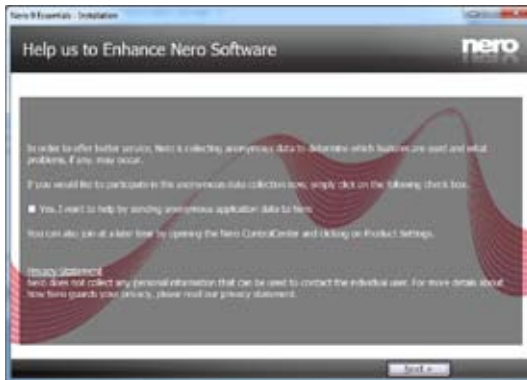 Nero 9 Essentials - Installation
Help us to Enhance Nero Software
nero
In order to offer better service, Nero is collecting anonymous data to determine which features are used and what
problems, if any, may occur.
If you would like to participate in this anonymous data collection now, simply click on the following check box.
Yes, I want to help by sending anonymous application data to Nero
You can also join at a later time by opening the Nero ControlCenter and clicking on Product Settings.
Privacy Statement
Nero does not collect any personal information that can be used to contact the individual user. For more details about
how Nero guards your privacy, please read our privacy statement.
Next >